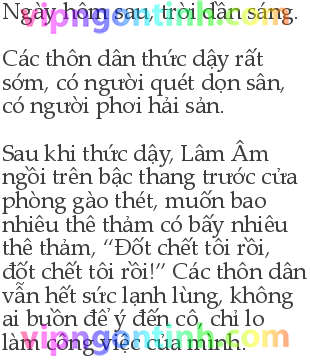 Ngày hôm sau, trời dần sáng.
vipngontinh.com
Các thôn dân thức dậy rất
sớm, có người quét dọn sân,
có người phơi hải sản.
Sau khi thức dậy, Lâm Âm
ngồi trên bậc thang trước cửa
phòng gào thét, muốn bao
nhiêu thê thảm có bấy nhiêu
thê thảm, “Đốt chết tôi rồi,
đốt chết tôi rồi!” Các thôn dân
vẫn hết sức lạnh lùng, không
ai buồn để ý đến cô, chỉ lo
làm công việc của mình.
vipngontinh.com